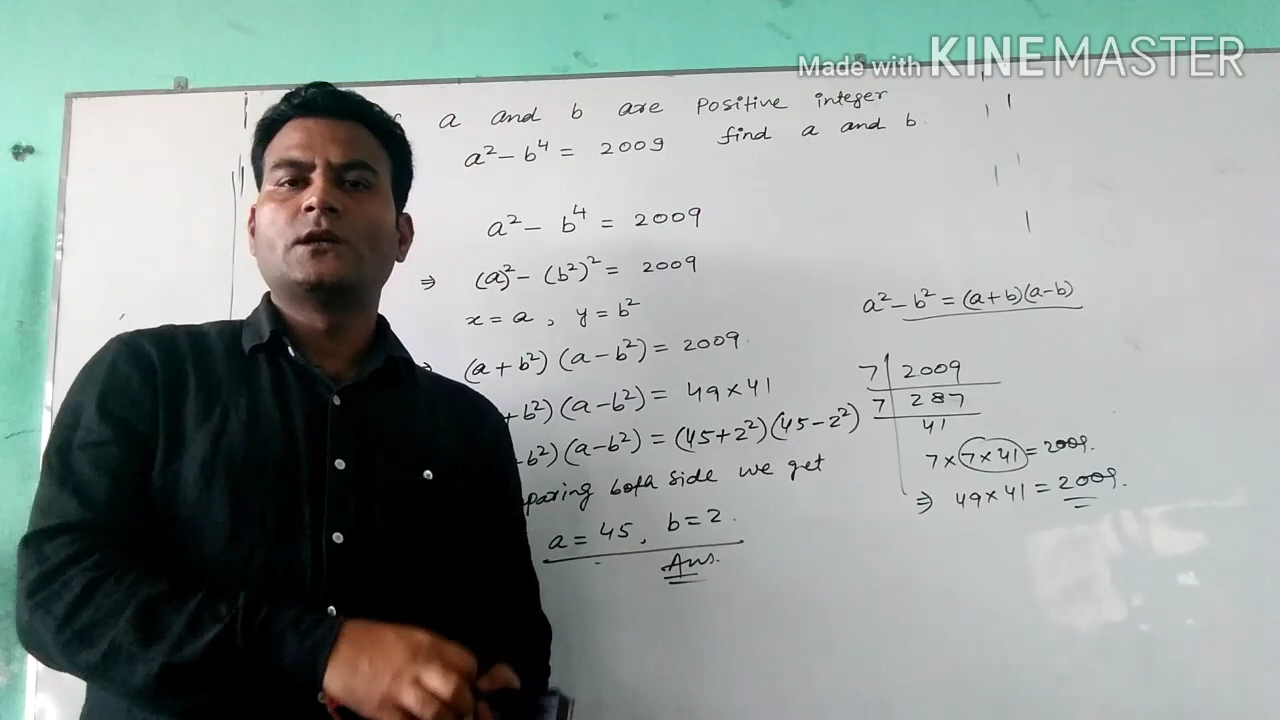 Made with KINEMASTER
a and b are Positive integer
a² - b⁴ = 2009 find a and b.
a² - b⁴ = 2009
⇒ (a)² - (b²)² = 2009
x = a, y = b²
(a + b²) (a - b²) = 2009
+ b²) (a - b²) = 49 x 41
- b²) (a - b²) = (45 + 2²) (45 - 2²)
paring both side we get
a = 45, b = 2.
Ans.
a² - b² = (a+b)(a-b)
7 | 2009
7 | 287
41
7 x 7 x 41 = 2009.
⇒ 49 x 41 = 2009.